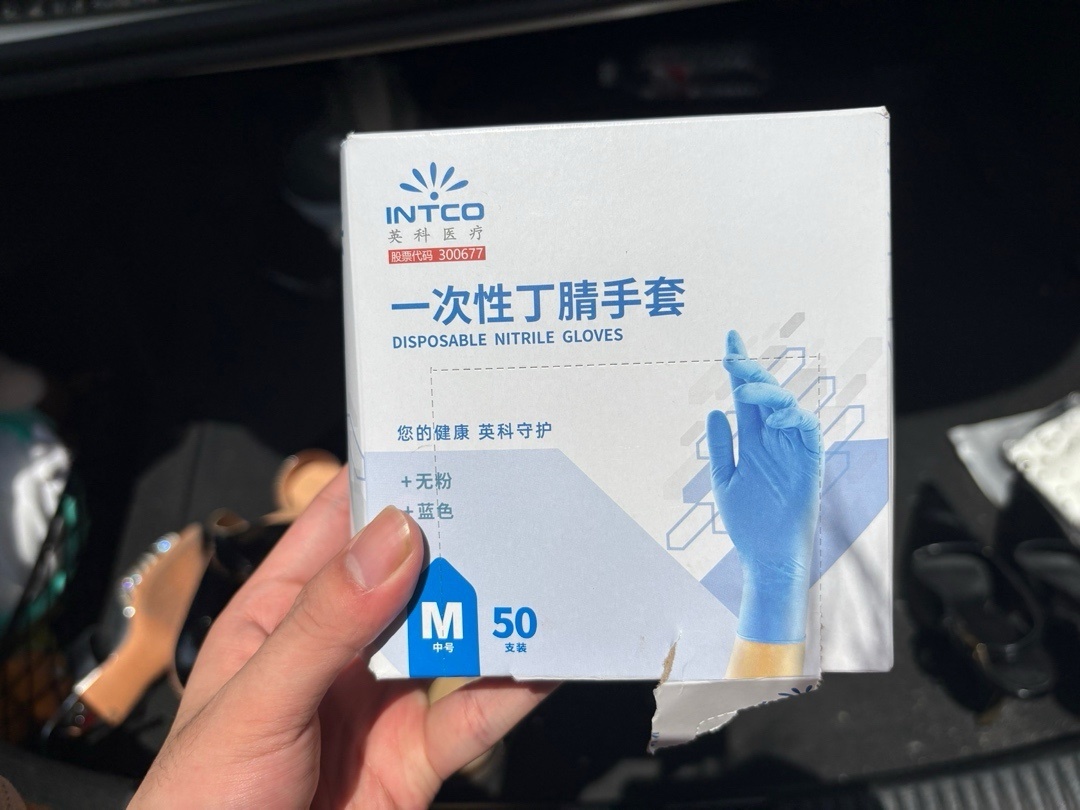 INTCO
英科医疗
股票代码 300677
一次性丁腈手套
DISPOSABLE NITRILE GLOVES
您的健康 英科守护
+无粉
+蓝色
M
中号
50
支装